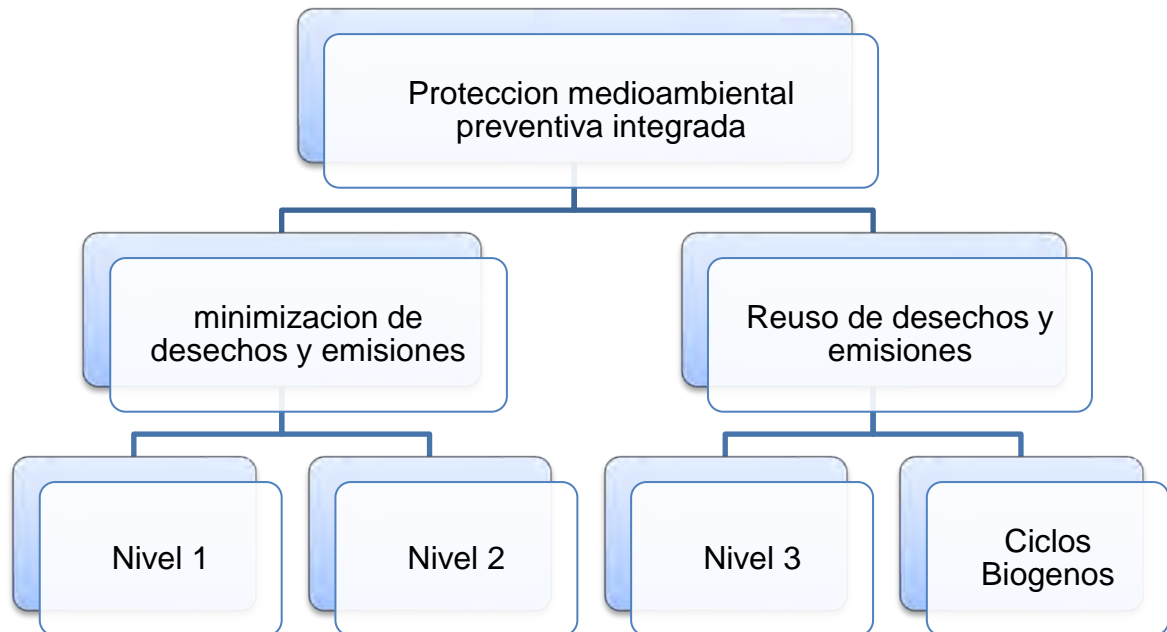 Proteccion medioambiental
preventiva integrada
minimizacion de
desechos y emisiones
Reuso de desechos y
emisiones
Nivel 1
Nivel 2
Nivel 3
Ciclos
Biogenos